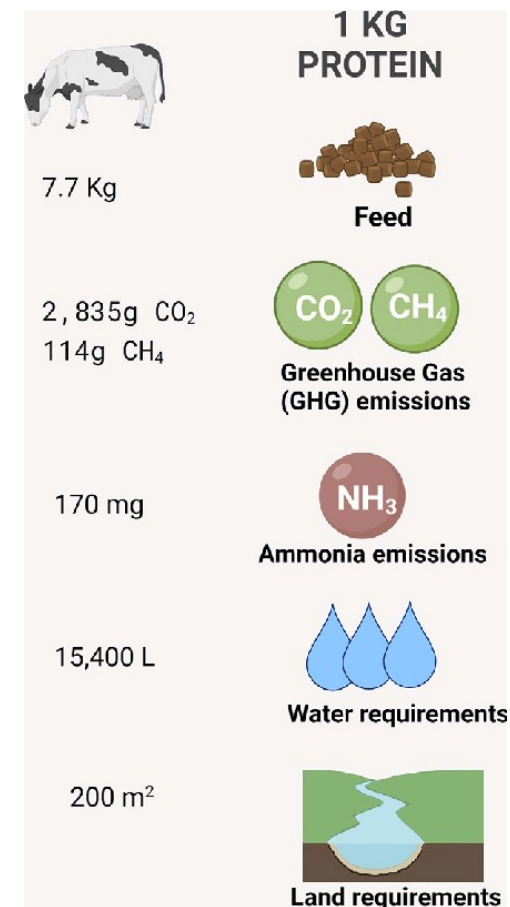 1 KG
PROTEIN
7.7 Kg
Feed
2,835g CO₂
114g CH₄
CO₂ CH₄
Greenhouse Gas
(GHG) emissions
170 mg
NH₃
Ammonia emissions
15,400 L
Water requirements
200 m²
Land requirements